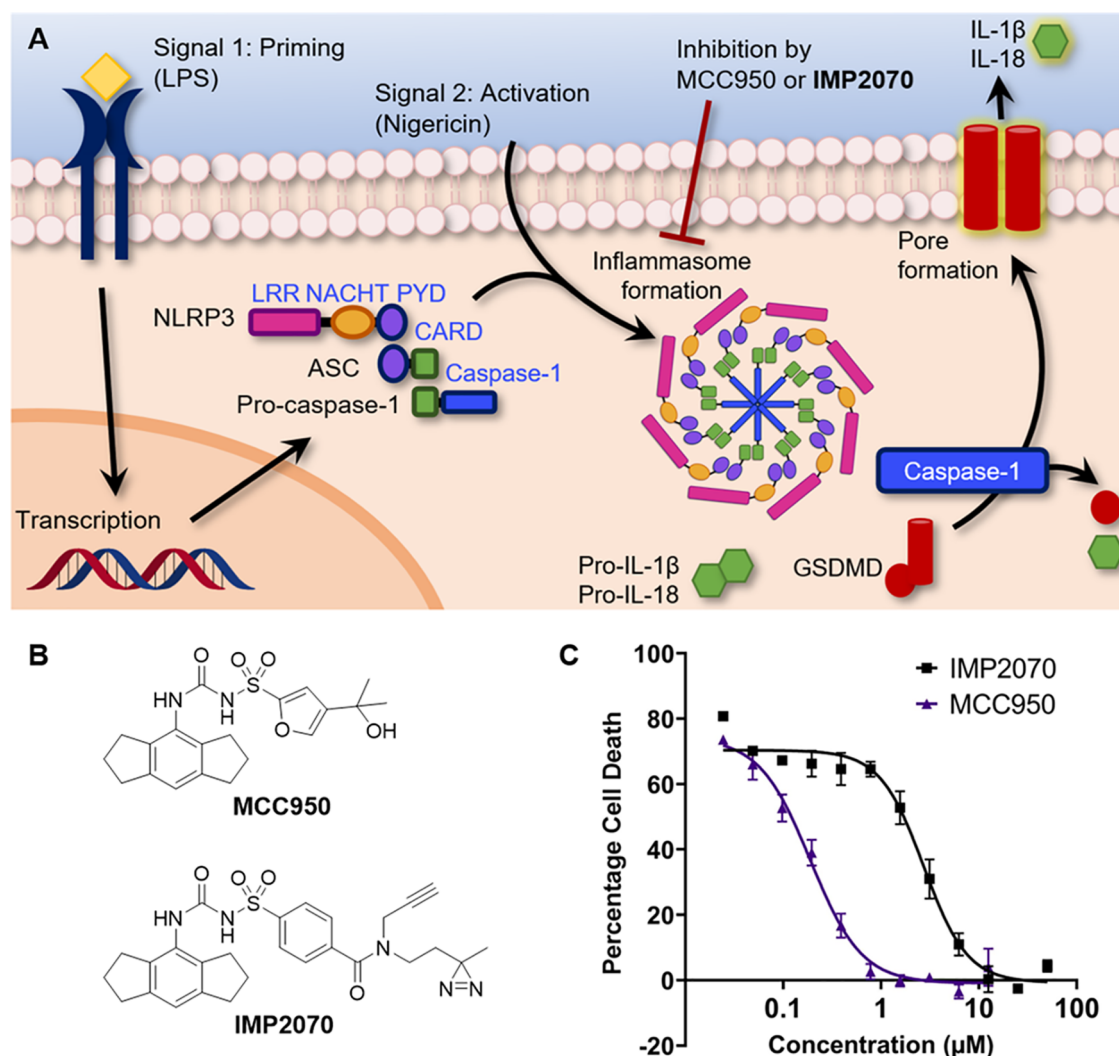 A
Signal 1: Priming
(LPS)
Signal 2: Activation
(Nigericin)
Inhibition by
MCC950 or IMP2070
IL-1β
IL-18
Pore
formation
Inflammasome
formation
LRR NACHT PYD
NLRP3
CARD
ASC
Caspase-1
Pro-caspase-1
Caspase-1
Transcription
Pro-IL-1β
Pro-IL-18
GSDMD
B
O
O
O
NH
N
H
S
O
OH
MCC950
O
O
O
NH
N
H
S
N
O
N=N
IMP2070
C
100
80
60
40
20
0
-20
Percentage Cell Death
IMP2070
MCC950
0.1
1
10
100
Concentration (µM)